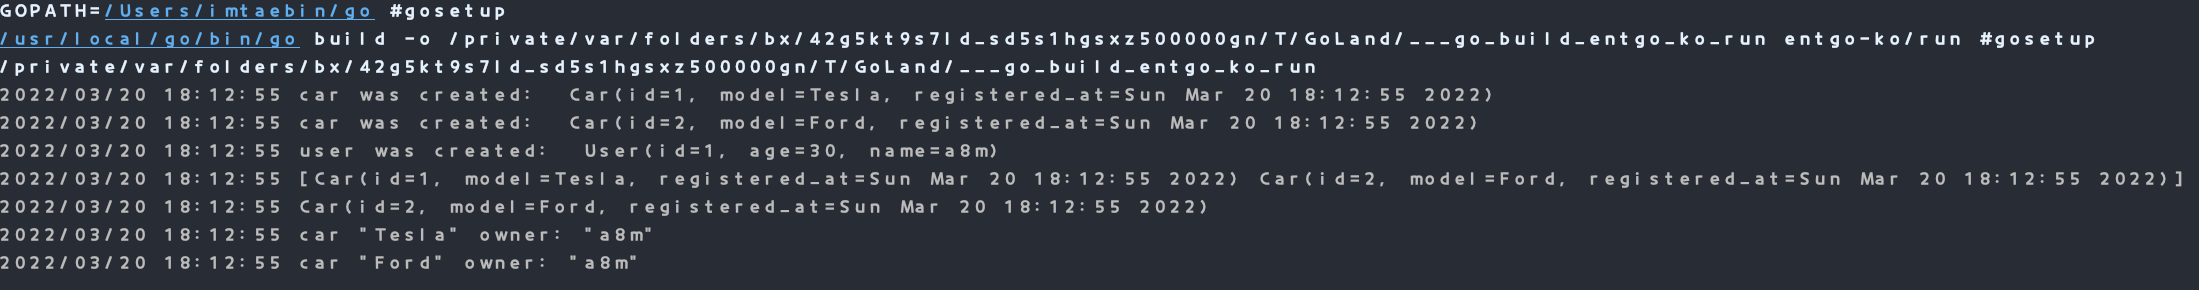 GOPATH=/Users/imtaebin/go #gosetup
/usr/local/go/bin/go build -o /private/var/folders/bx/42g5kt9s7ld_sd5s1hgsxz500000gn/T/GoLand/___go_build_entgo_ko_run entgo-ko/run #gosetup
/private/var/folders/bx/42g5kt9s7ld_sd5s1hgsxz500000gn/T/GoLand/___go_build_entgo_ko_run
2022/03/20 18:12:55 car was created:  Car(id=1, model=Tesla, registered_at=Sun Mar 20 18:12:55 2022)
2022/03/20 18:12:55 car was created:  Car(id=2, model=Ford, registered_at=Sun Mar 20 18:12:55 2022)
2022/03/20 18:12:55 user was created:  User(id=1, age=30, name=a8m)
2022/03/20 18:12:55 [Car(id=1, model=Tesla, registered_at=Sun Mar 20 18:12:55 2022) Car(id=2, model=Ford, registered_at=Sun Mar 20 18:12:55 2022)]
2022/03/20 18:12:55 Car(id=2, model=Ford, registered_at=Sun Mar 20 18:12:55 2022)
2022/03/20 18:12:55 car "Tesla" owner: "a8m"
2022/03/20 18:12:55 car "Ford" owner: "a8m"